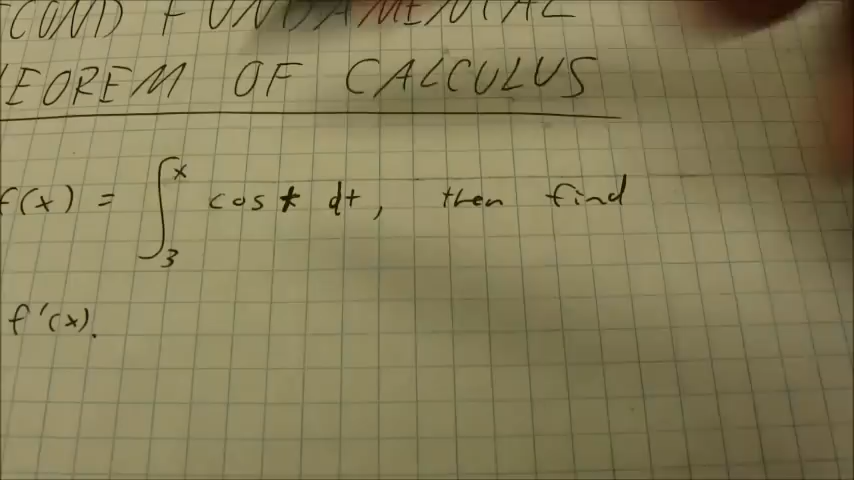 COND FUNDAMENTAL
EOREM OF CALCULUS
f(x) = ∫₃ˣ cos t dt, then find
f'(x).